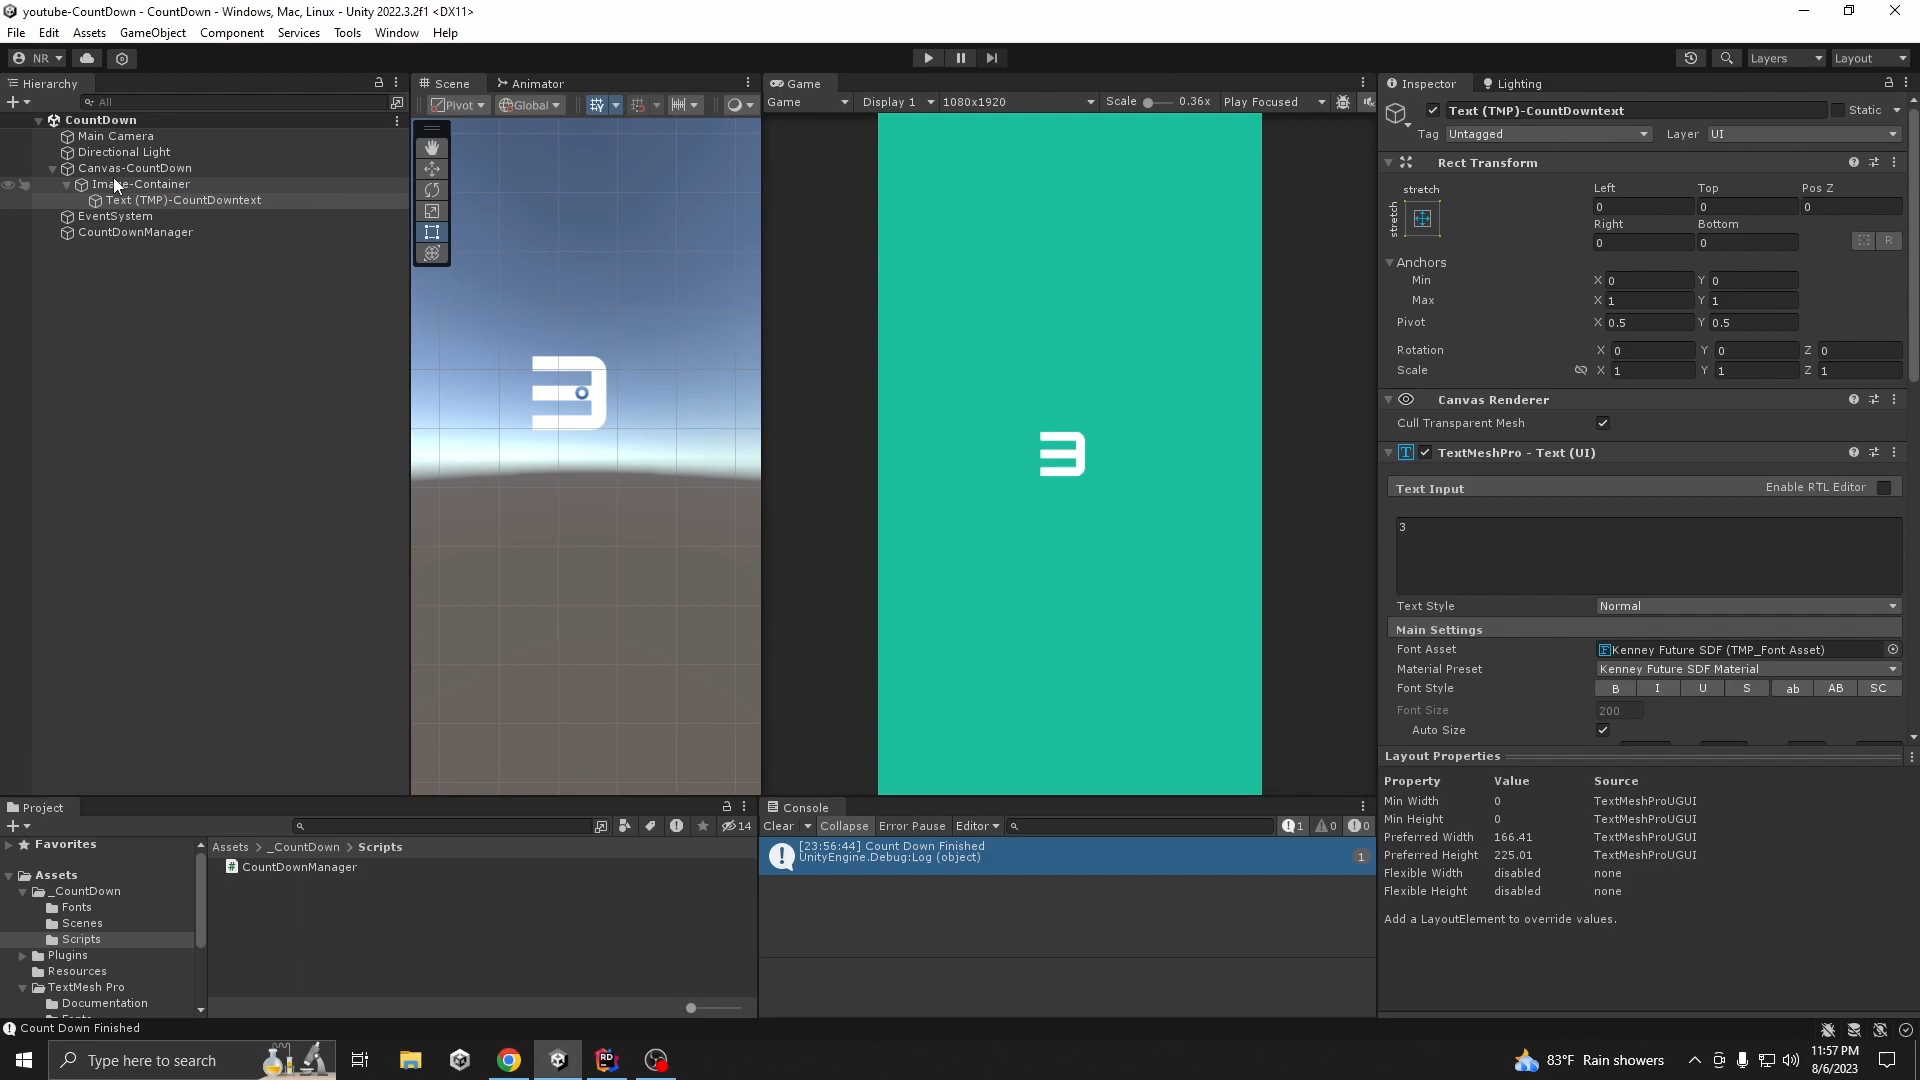 youtube-CountDown - CountDown - Windows, Mac, Linux - Unity 2022.3.2f1 <DX11>
File Edit Assets GameObject Component Services Tools Window Help
NR Layers Layout
Hierarchy
All
CountDown
Main Camera
Directional Light
Canvas-CountDown
Image-Container
Text (TMP)-CountDowntext
EventSystem
CountDownManager
Scene Animator
Pivot Global
3
Game
Game Display 1 1080x1920 Scale 0.36x Play Focused
3
Inspector Lighting
Text (TMP)-CountDowntext Static
Tag Untagged Layer UI
Rect Transform
stretch
stretch
Left Top Pos Z
0 0 0
Right Bottom
0 0 R
Anchors
Min X 0 Y 0
Max X 1 Y 1
Pivot X 0.5 Y 0.5
Rotation X 0 Y 0 Z 0
Scale X 1 Y 1 Z 1
Canvas Renderer
Cull Transparent Mesh
TextMeshPro - Text (UI)
Text Input Enable RTL Editor
3
Text Style Normal
Main Settings
Font Asset Kenney Future SDF (TMP_Font Asset)
Material Preset Kenney Future SDF Material
Font Style B I U S ab AB SC
Font Size 200
Auto Size
Layout Properties
Property Value Source
Min Width 0 TextMeshProUGUI
Min Height 0 TextMeshProUGUI
Preferred Width 166.41 TextMeshProUGUI
Preferred Height 225.01 TextMeshProUGUI
Flexible Width disabled none
Flexible Height disabled none
Add a LayoutElement to override values.
Project
14
Favorites
Assets
_CountDown
Fonts
Scenes
Scripts
Plugins
Resources
TextMesh Pro
Documentation
Assets > _CountDown > Scripts
CountDownManager
Console
Clear Collapse Error Pause Editor 1 0 0
[23:56:44] Count Down Finished
UnityEngine.Debug:Log (object)
1
Count Down Finished
Type here to search
83°F Rain showers
11:57 PM
8/6/2023